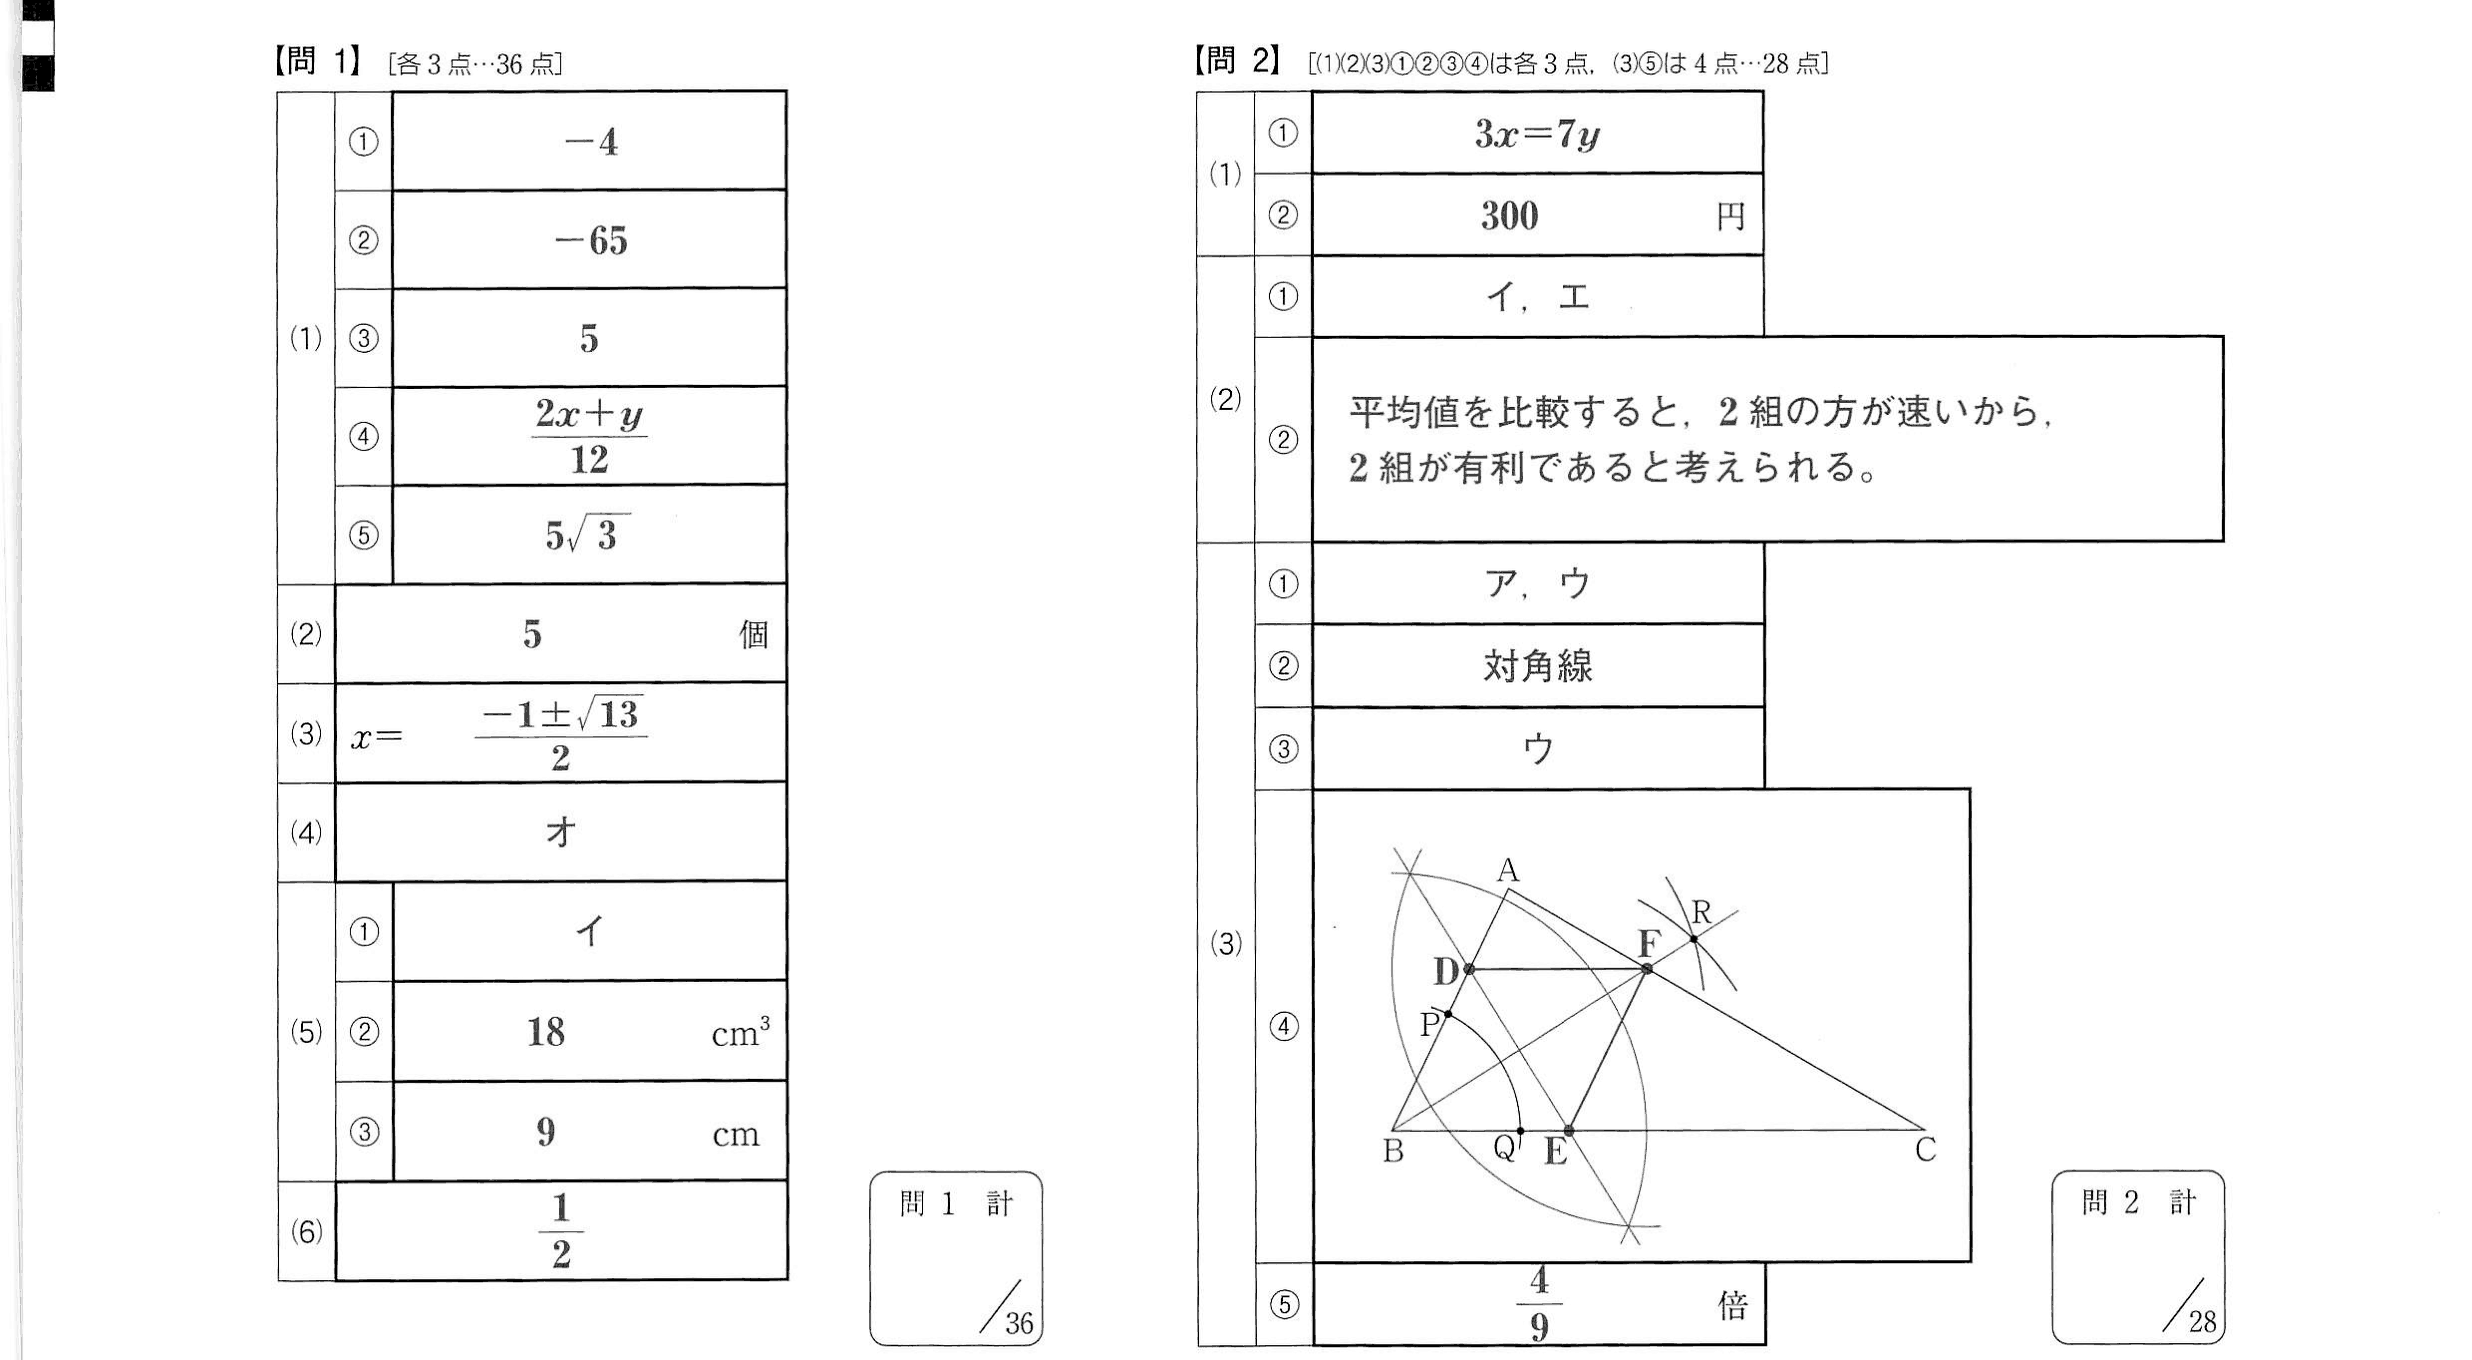 【問 1】 [各3点…36点]
(1) ① −4
② −65
③ 5
④ (2x+y)/12
⑤ 5√3
(2) 5 個
(3) x= (−1±√13)/2
(4) オ
(5) ① イ
② 18 cm³
③ 9 cm
(6) 1/2
問 1 計
/36
【問 2】 [(1)(2)(3)①②③④は各3点，(3)⑤は4点…28点]
(1) ① 3x=7y
② 300 円
(2) ① イ，エ
② 平均値を比較すると，2組の方が速いから，
2組が有利であると考えられる。
(3) ① ア，ウ
② 対角線
③ ウ
④
A
R
F
D
P
B
Q
E
C
⑤ 4/9 倍
問 2 計
/28